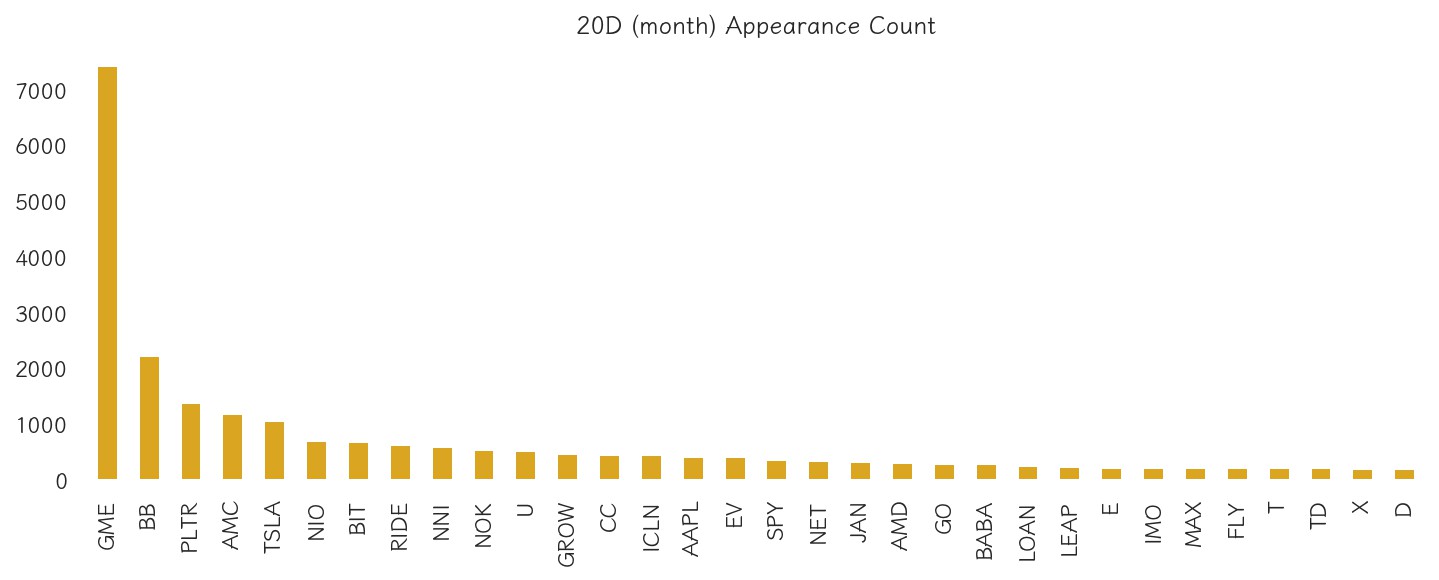 20D (month) Appearance Count
7000
6000
5000
4000
3000
2000
1000
0
GME
BB
PLTR
AMC
TSLA
NIO
BIT
RIDE
NNI
NOK
U
GROW
CC
ICLN
AAPL
EV
SPY
NET
JAN
AMD
GO
BABA
LOAN
LEAP
E
IMO
MAX
FLY
T
TD
X
D